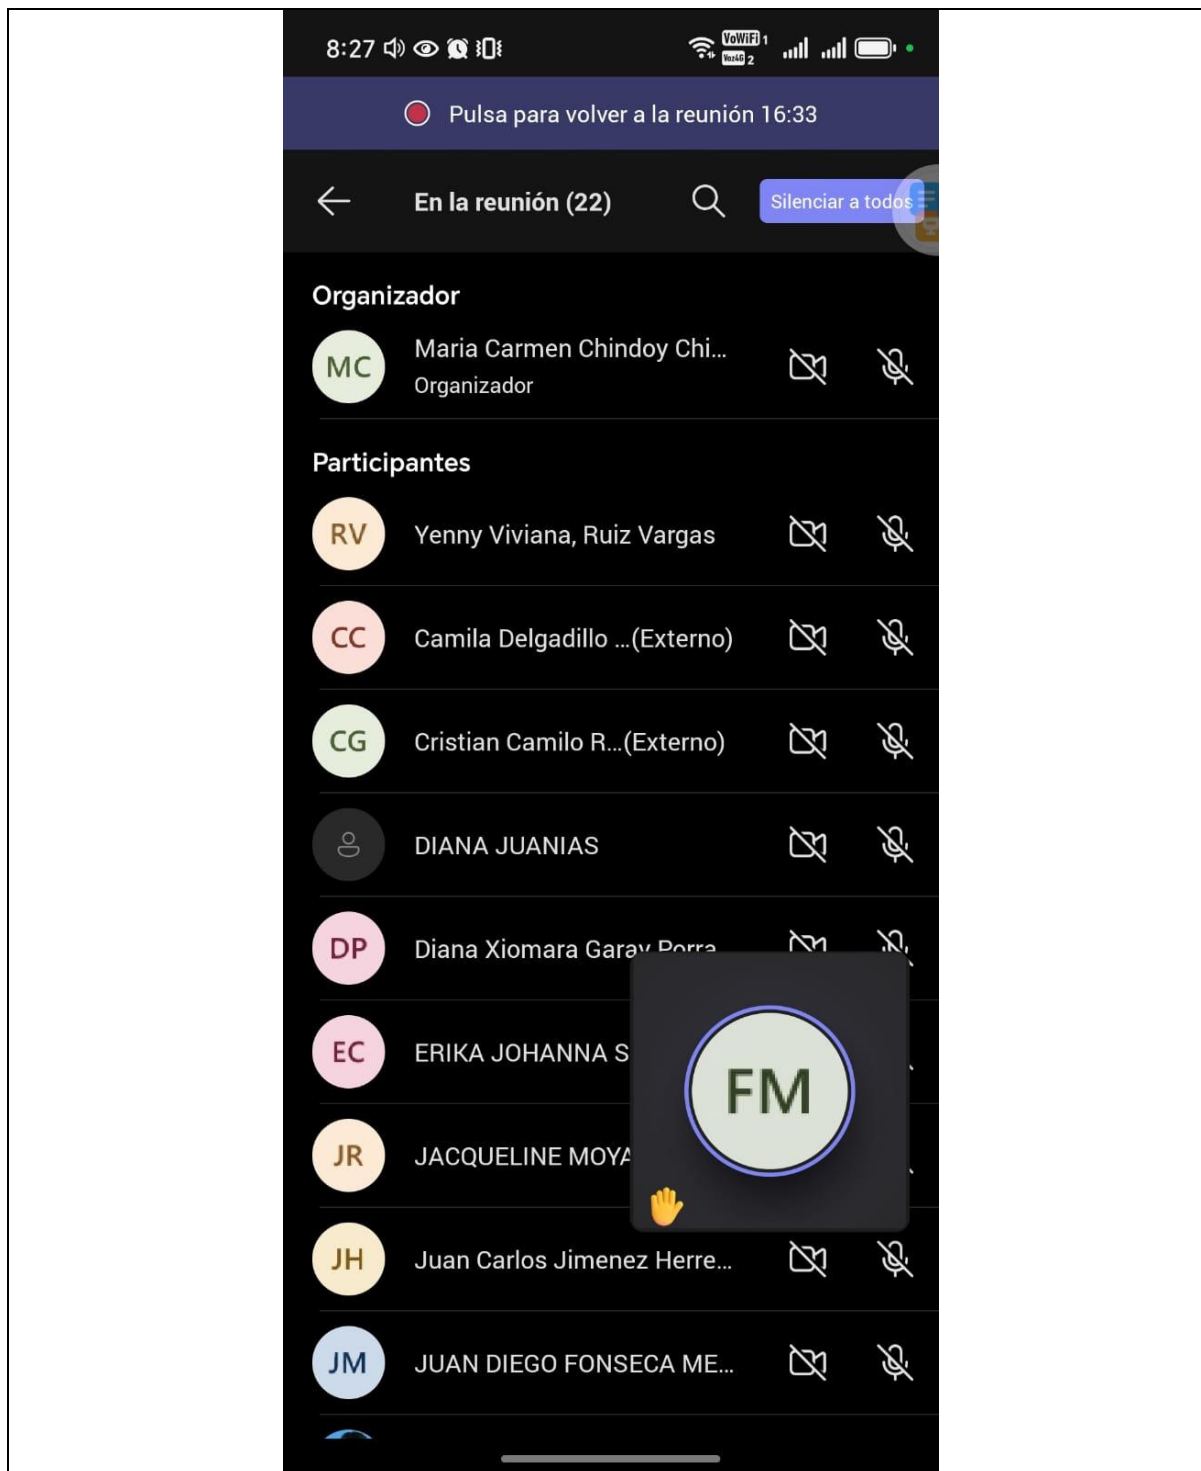 8:27
VoWiFi 1
Voz4G 2
Pulsa para volver a la reunión 16:33
En la reunión (22)
Silenciar a todos
Organizador
MC
Maria Carmen Chindoy Chi...
Organizador
Participantes
RV
Yenny Viviana, Ruiz Vargas
CC
Camila Delgadillo ...(Externo)
CG
Cristian Camilo R...(Externo)
DIANA JUANIAS
DP
Diana Xiomara Garay Porra
EC
ERIKA JOHANNA S
FM
JR
JACQUELINE MOYA
JH
Juan Carlos Jimenez Herre...
JM
JUAN DIEGO FONSECA ME...